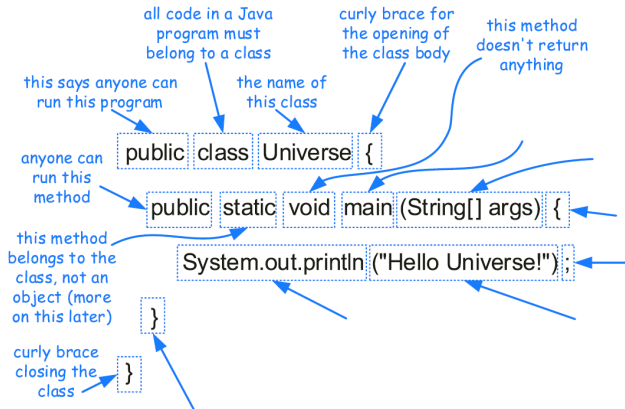 all code in a Java
program must
belong to a class
curly brace for
the opening of
the class body
this method
doesn't return
anything
this says anyone can
run this program
the name of
this class
public class Universe {
anyone can
run this
method
public static void main (String[] args) {
this method
belongs to the
class, not an
object (more
on this later)
System.out.println ("Hello Universe!") ;
}
curly brace
closing the
class
}